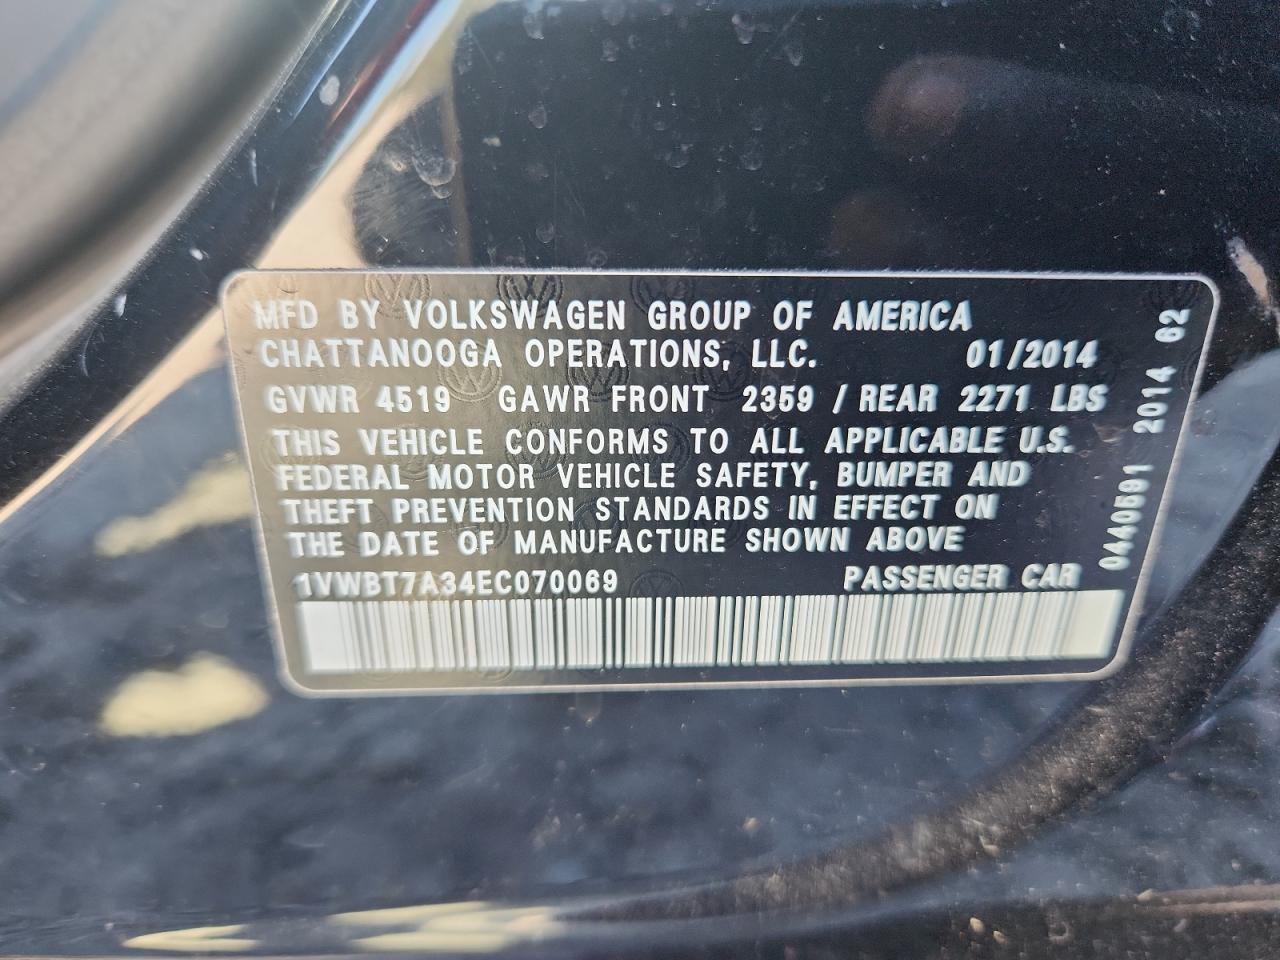 MFD BY VOLKSWAGEN GROUP OF AMERICA
CHATTANOOGA OPERATIONS, LLC. 01/2014
GVWR 4519 GAWR FRONT 2359 / REAR 2271 LBS
THIS VEHICLE CONFORMS TO ALL APPLICABLE U.S.
FEDERAL MOTOR VEHICLE SAFETY, BUMPER AND
THEFT PREVENTION STANDARDS IN EFFECT ON
THE DATE OF MANUFACTURE SHOWN ABOVE
1VWBT7A34EC070069 PASSENGER CAR
0440591 2014 62